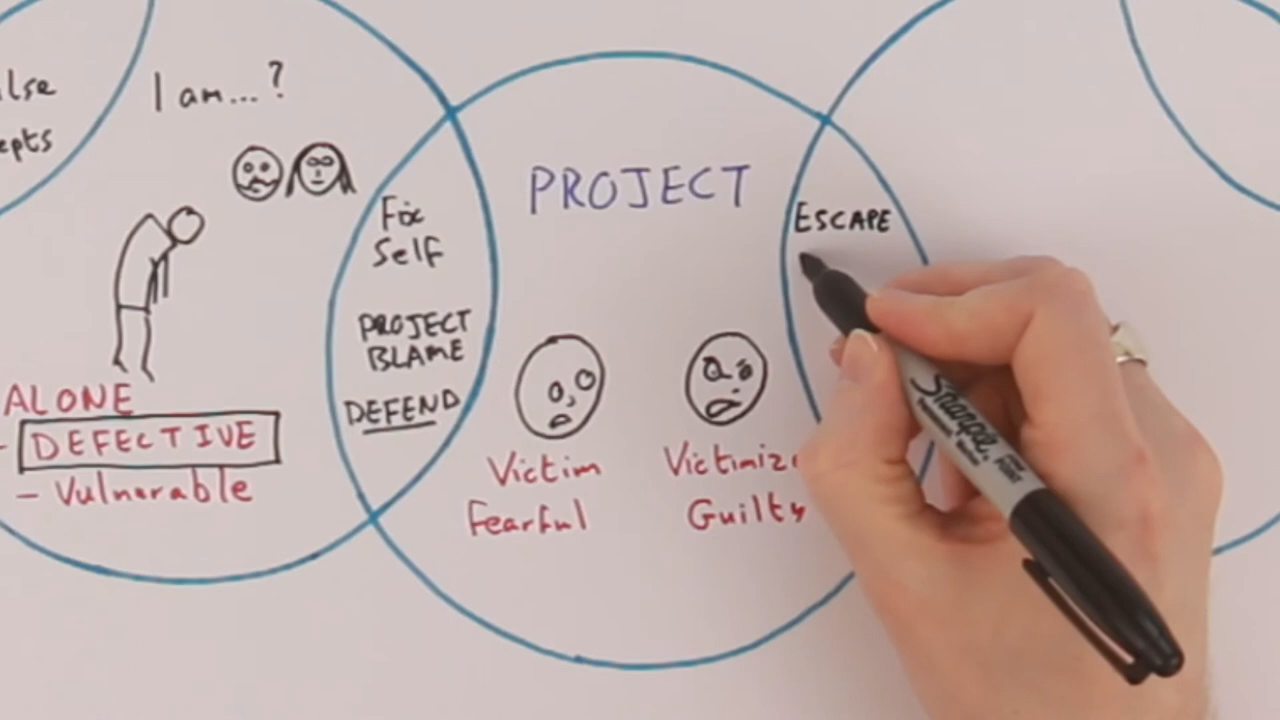 I am...?
Fix
Self
PROJECT
BLAME
DEFEND
ALONE
- DEFECTIVE
- Vulnerable
PROJECT
Victim
Fearful
Guilty
ESCAPE
Sharpie